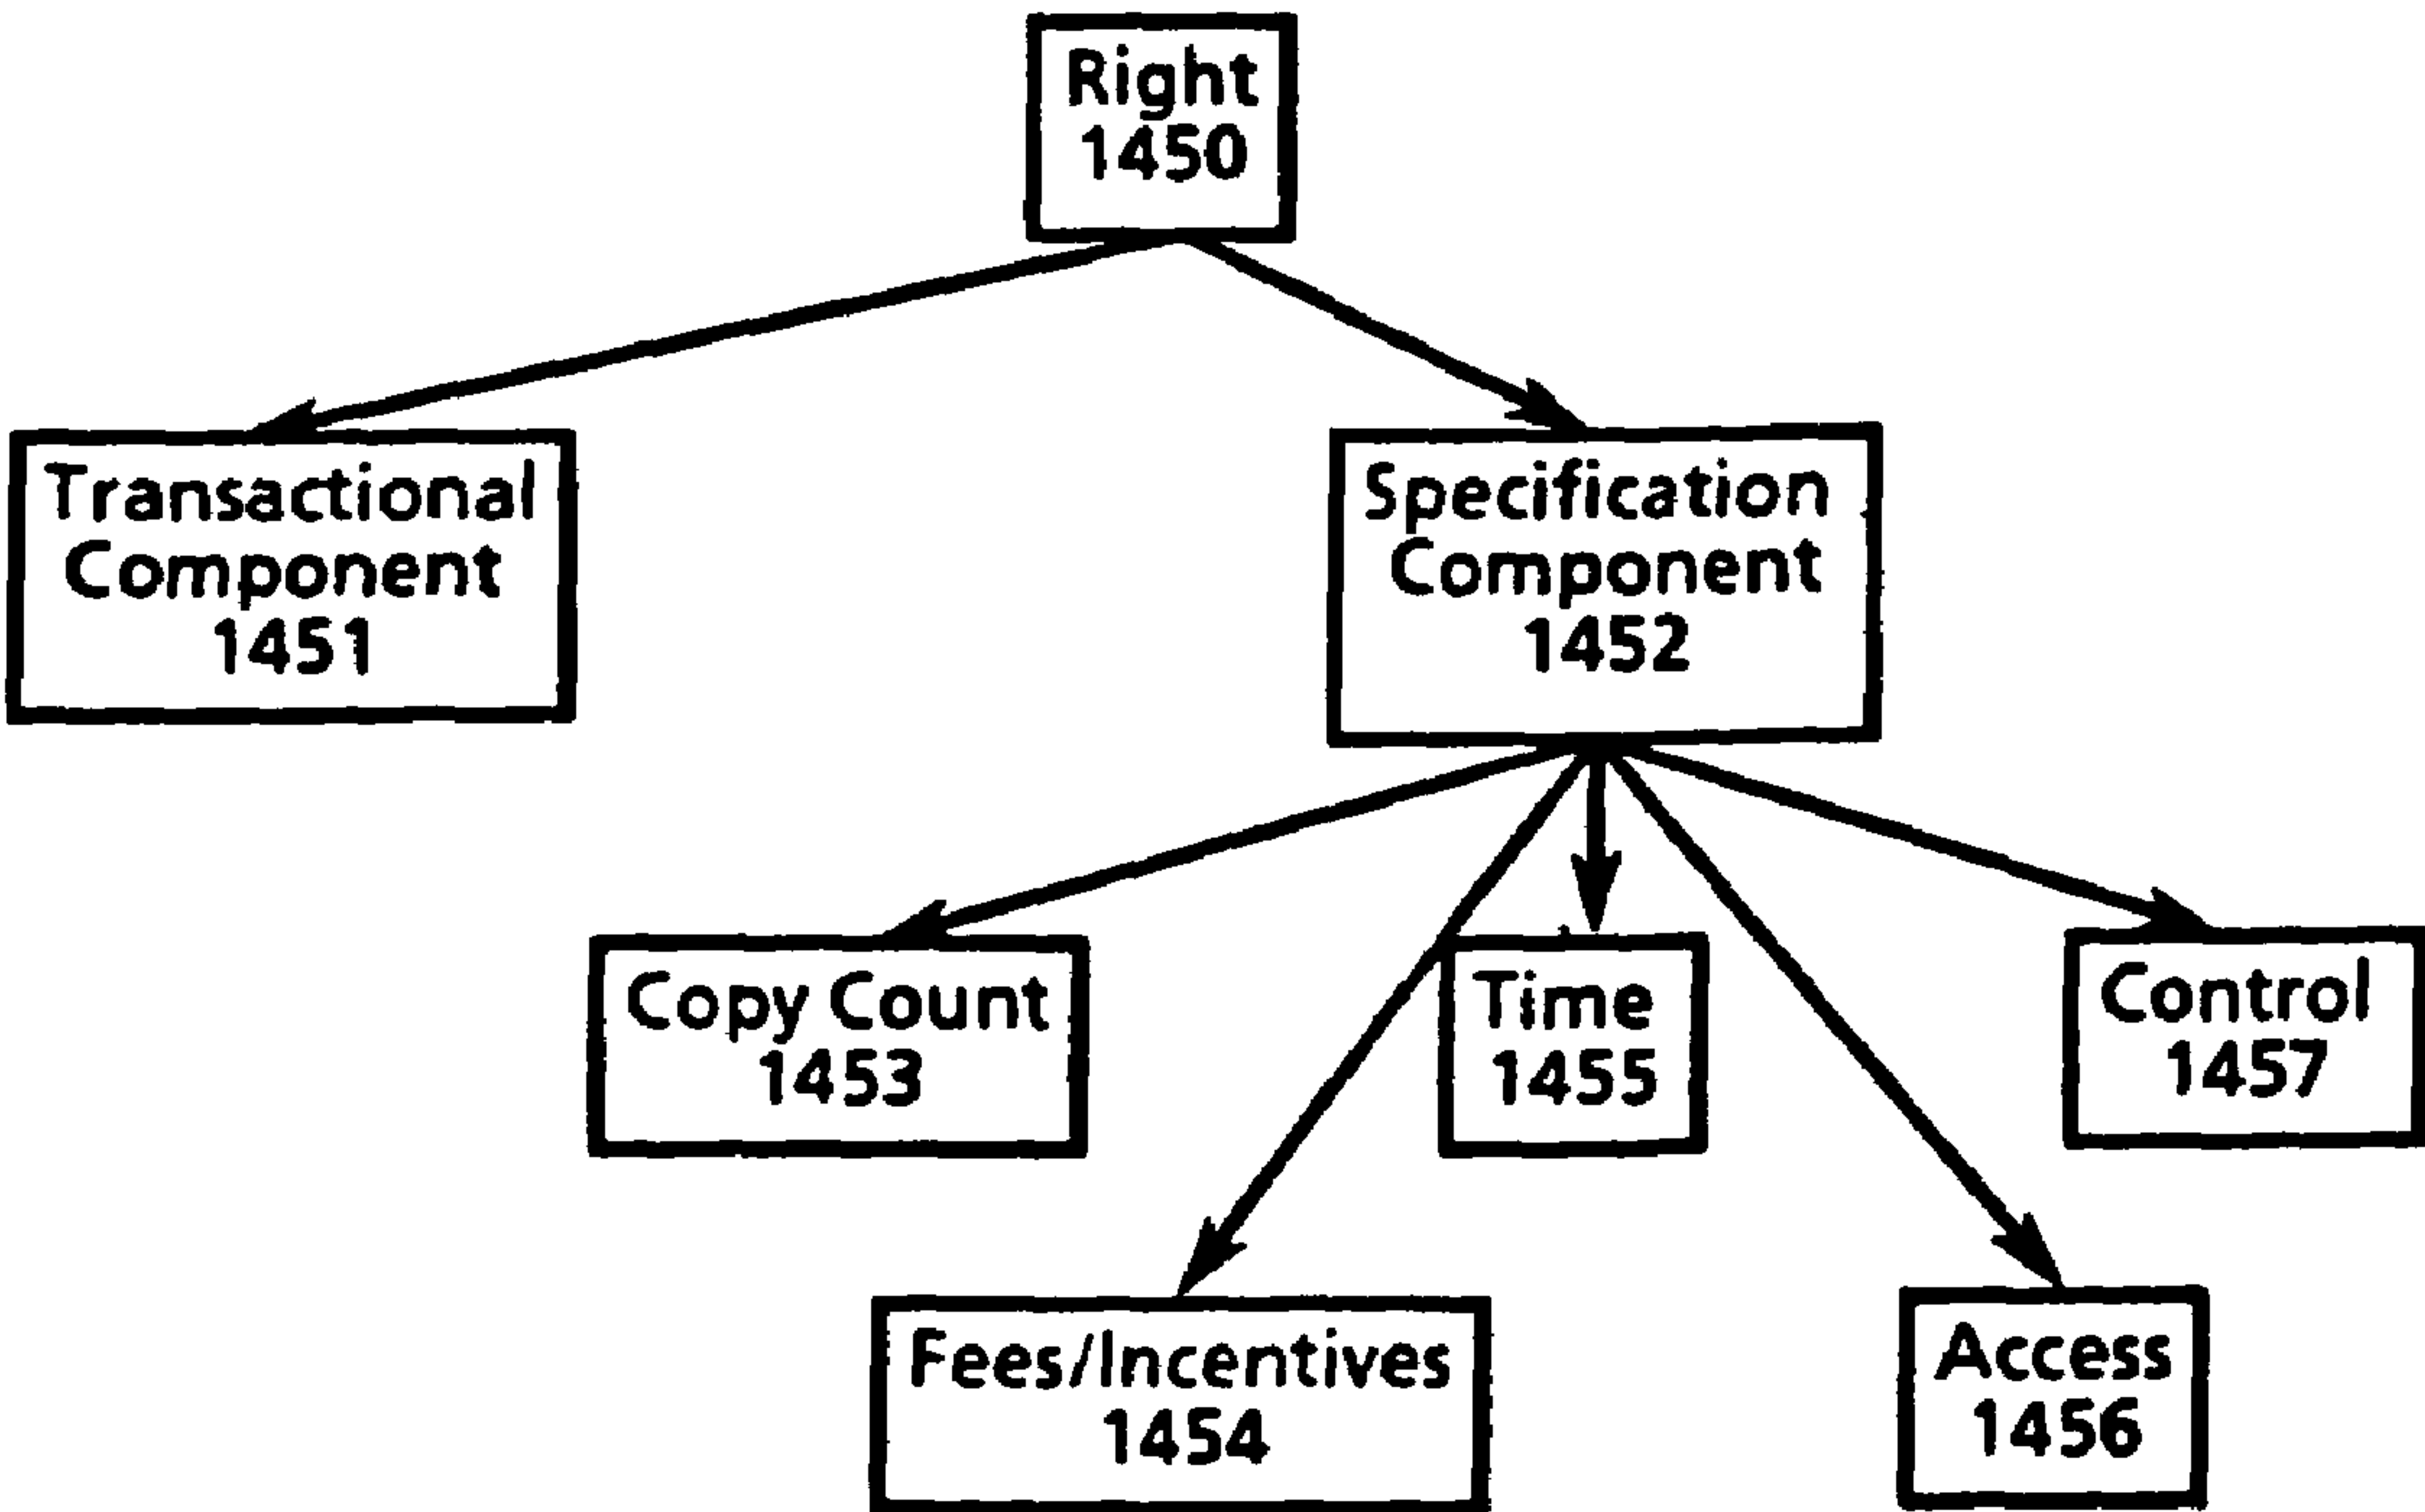 Right
1450
Transactional
Component
1451
Specification
Component
1452
Copy Count
1453
Time
1455
Control
1457
Fees/Incentives
1454
Access
1456